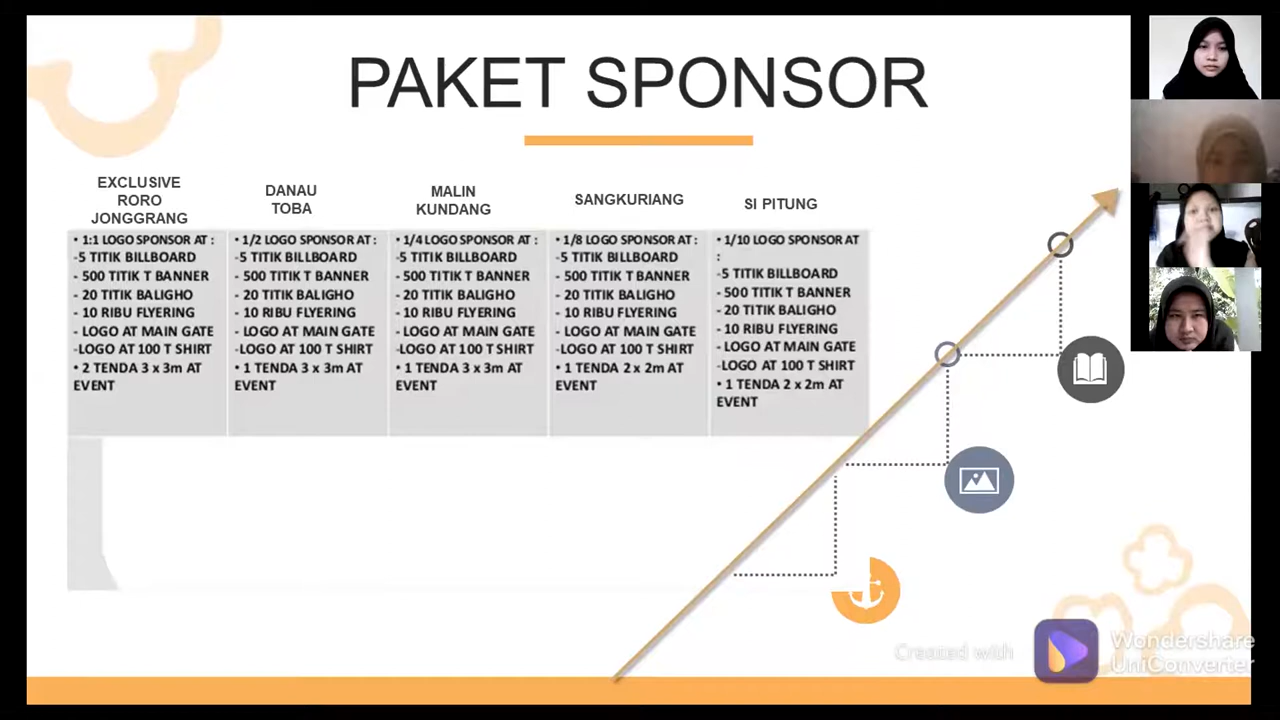 PAKET SPONSOR
EXCLUSIVE
RORO
JONGGRANG
• 1:1 LOGO SPONSOR AT :
-5 TITIK BILLBOARD
- 500 TITIK T BANNER
- 20 TITIK BALIGHO
- 10 RIBU FLYERING
- LOGO AT MAIN GATE
-LOGO AT 100 T SHIRT
• 2 TENDA 3 x 3m AT
EVENT
DANAU
TOBA
• 1/2 LOGO SPONSOR AT :
-5 TITIK BILLBOARD
- 500 TITIK T BANNER
- 20 TITIK BALIGHO
- 10 RIBU FLYERING
- LOGO AT MAIN GATE
-LOGO AT 100 T SHIRT
• 1 TENDA 3 x 3m AT
EVENT
MALIN
KUNDANG
• 1/4 LOGO SPONSOR AT :
-5 TITIK BILLBOARD
- 500 TITIK T BANNER
- 20 TITIK BALIGHO
- 10 RIBU FLYERING
- LOGO AT MAIN GATE
-LOGO AT 100 T SHIRT
• 1 TENDA 3 x 3m AT
EVENT
SANGKURIANG
• 1/8 LOGO SPONSOR AT :
-5 TITIK BILLBOARD
- 500 TITIK T BANNER
- 20 TITIK BALIGHO
- 10 RIBU FLYERING
- LOGO AT MAIN GATE
-LOGO AT 100 T SHIRT
• 1 TENDA 2 x 2m AT
EVENT
SI PITUNG
• 1/10 LOGO SPONSOR AT
:
-5 TITIK BILLBOARD
- 500 TITIK T BANNER
- 20 TITIK BALIGHO
- 10 RIBU FLYERING
- LOGO AT MAIN GATE
-LOGO AT 100 T SHIRT
• 1 TENDA 2 x 2m AT
EVENT
Created with
Wondershare
UniConverter